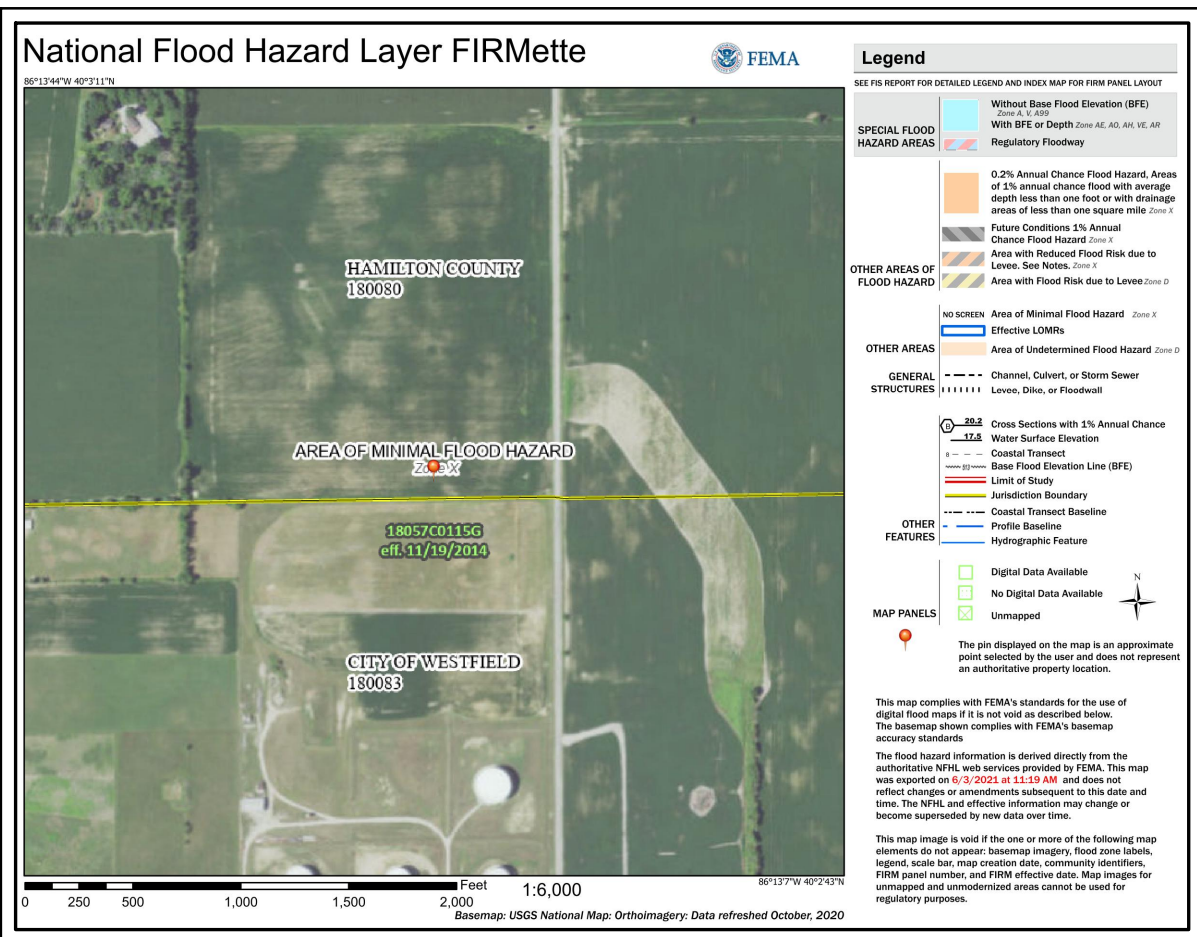 National Flood Hazard Layer FIRMette
FEMA
86°13'44"W 40°3'11"N
HAMILTON COUNTY
180080
AREA OF MINIMAL FLOOD HAZARD
Zone X
18057C0115G
eff. 11/19/2014
CITY OF WESTFIELD
180083
86°13'7"W 40°2'43"N
Feet
1:6,000
0 250 500 1,000 1,500 2,000
Basemap: USGS National Map: Orthoimagery: Data refreshed October, 2020
Legend
SEE FIS REPORT FOR DETAILED LEGEND AND INDEX MAP FOR FIRM PANEL LAYOUT
SPECIAL FLOOD
HAZARD AREAS
Without Base Flood Elevation (BFE)
Zone A, V, A99
With BFE or Depth Zone AE, AO, AH, VE, AR
Regulatory Floodway
OTHER AREAS OF
FLOOD HAZARD
0.2% Annual Chance Flood Hazard, Areas
of 1% annual chance flood with average
depth less than one foot or with drainage
areas of less than one square mile Zone X
Future Conditions 1% Annual
Chance Flood Hazard Zone X
Area with Reduced Flood Risk due to
Levee. See Notes. Zone X
Area with Flood Risk due to Levee Zone D
OTHER AREAS
NO SCREEN Area of Minimal Flood Hazard Zone X
Effective LOMRs
Area of Undetermined Flood Hazard Zone D
GENERAL
STRUCTURES
Channel, Culvert, or Storm Sewer
Levee, Dike, or Floodwall
OTHER
FEATURES
B 20.2 Cross Sections with 1% Annual Chance
17.5 Water Surface Elevation
8 Coastal Transect
513 Base Flood Elevation Line (BFE)
Limit of Study
Jurisdiction Boundary
Coastal Transect Baseline
Profile Baseline
Hydrographic Feature
MAP PANELS
Digital Data Available
No Digital Data Available
Unmapped
N
The pin displayed on the map is an approximate
point selected by the user and does not represent
an authoritative property location.
This map complies with FEMA's standards for the use of
digital flood maps if it is not void as described below.
The basemap shown complies with FEMA's basemap
accuracy standards
The flood hazard information is derived directly from the
authoritative NFHL web services provided by FEMA. This map
was exported on 6/3/2021 at 11:19 AM and does not
reflect changes or amendments subsequent to this date and
time. The NFHL and effective information may change or
become superseded by new data over time.
This map image is void if the one or more of the following map
elements do not appear: basemap imagery, flood zone labels,
legend, scale bar, map creation date, community identifiers,
FIRM panel number, and FIRM effective date. Map images for
unmapped and unmodernized areas cannot be used for
regulatory purposes.